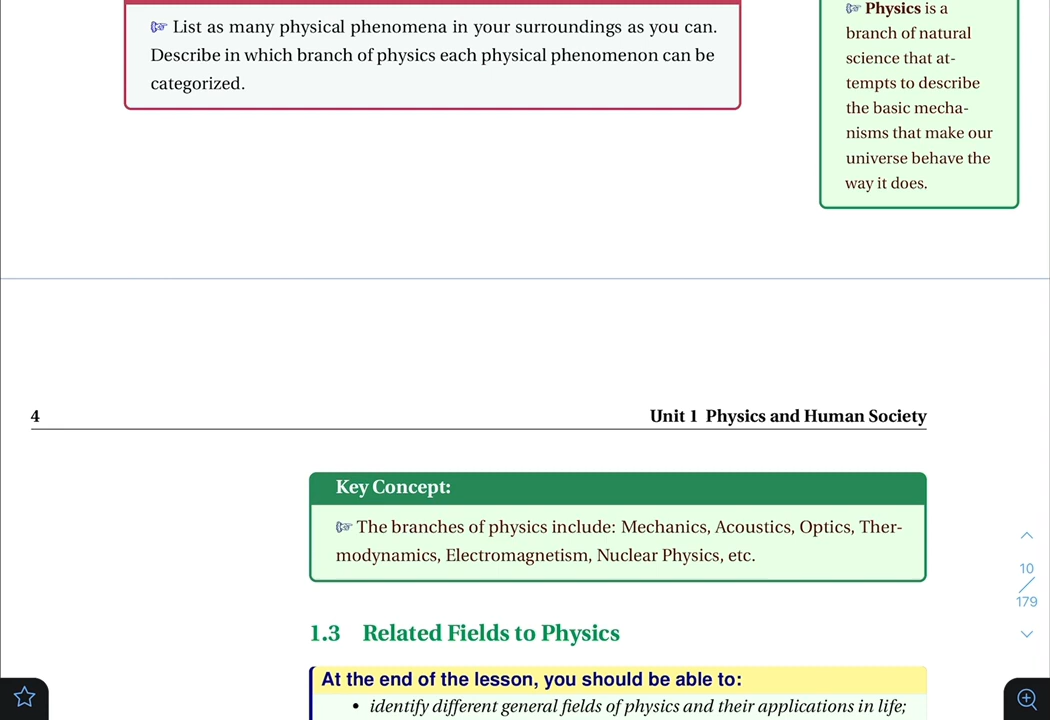 ☞ List as many physical phenomena in your surroundings as you can.
Describe in which branch of physics each physical phenomenon can be
categorized.
☞ Physics is a
branch of natural
science that at-
tempts to describe
the basic mecha-
nisms that make our
universe behave the
way it does.
4
Unit 1 Physics and Human Society
Key Concept:
☞ The branches of physics include: Mechanics, Acoustics, Optics, Ther-
modynamics, Electromagnetism, Nuclear Physics, etc.
1.3 Related Fields to Physics
At the end of the lesson, you should be able to:
• identify different general fields of physics and their applications in life;
10
/
179